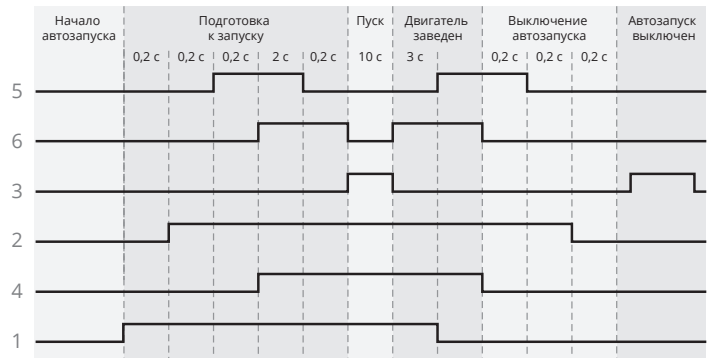 Начало
автозапуска
Подготовка
к запуску
Пуск
Двигатель
заведен
Выключение
автозапуска
Автозапуск
выключен
0,2 с 0,2 с 0,2 с 2 с 0,2 с 10 с 3 с 0,2 с 0,2 с 0,2 с
5
6
3
2
4
1